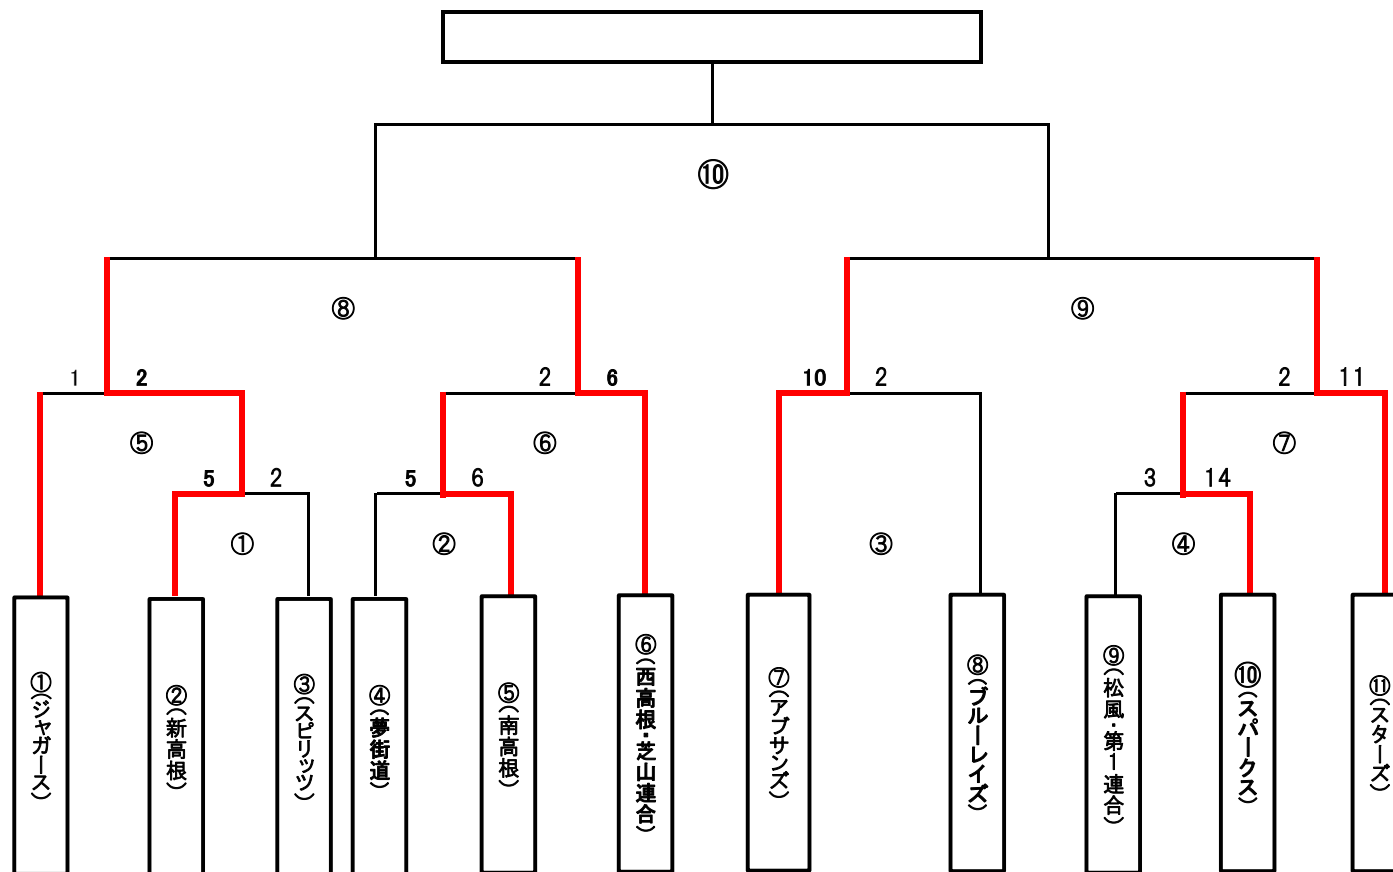 ⑩
⑧
⑨
1 2
2 6
10 2
2 11
⑤
⑥
⑦
5 2
5 6
3 14
①
②
③
④
①(ジャガース)
②(新高根)
③(スピリッツ)
④(夢街道)
⑤(南高根)
⑥(西高根・芝山連合)
⑦(アブサンズ)
⑧(ブルーレイズ)
⑨(松風・第1連合)
⑩(スパークス)
⑪(スターズ)